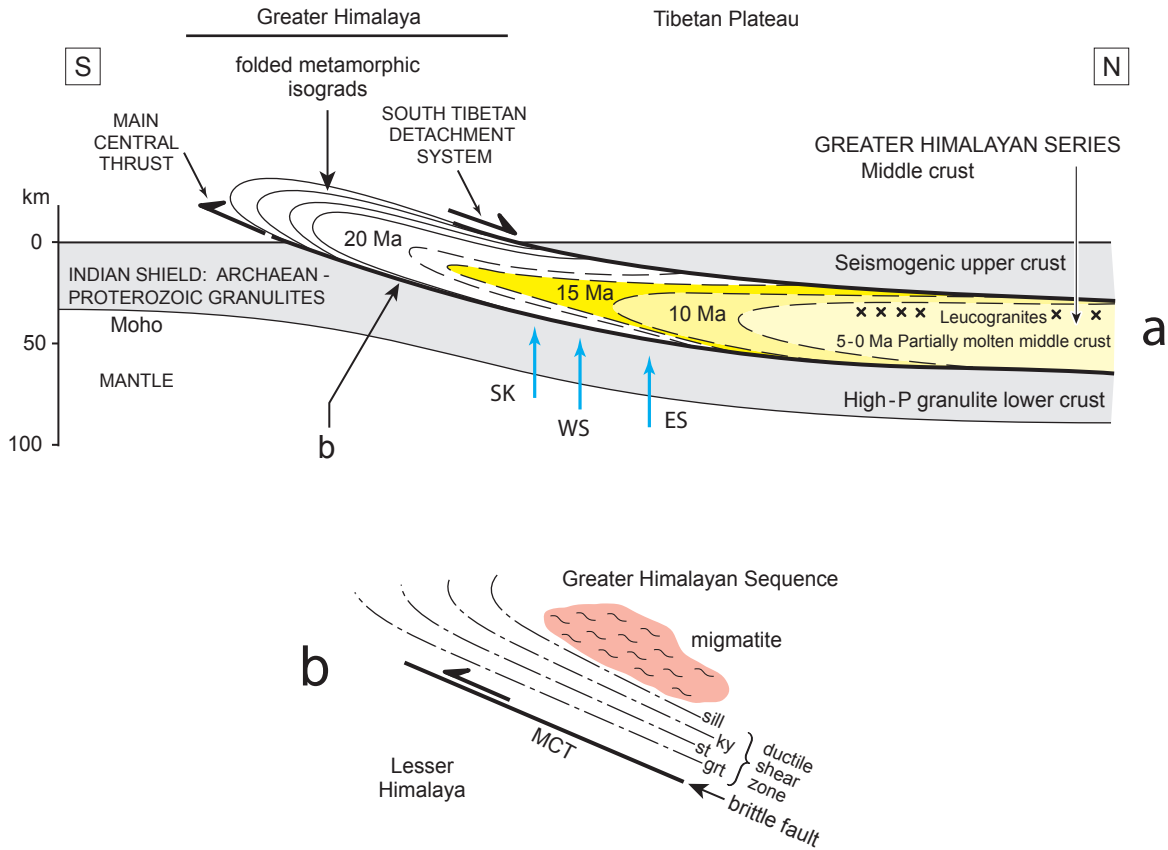 Greater Himalaya
Tibetan Plateau
S
N
folded metamorphic
isograds
MAIN
CENTRAL
THRUST
SOUTH TIBETAN
DETACHMENT
SYSTEM
GREATER HIMALAYAN SERIES
Middle crust
km
0
50
100
20 Ma
INDIAN SHIELD: ARCHAEAN -
PROTEROZOIC GRANULITES
Moho
MANTLE
Seismogenic upper crust
15 Ma
10 Ma
Leucogranites
5-0 Ma Partially molten middle crust
High-P granulite lower crust
a
SK
WS
ES
b
Greater Himalayan Sequence
migmatite
b
sill
ky
st
grt
ductile
shear
zone
MCT
Lesser
Himalaya
brittle fault